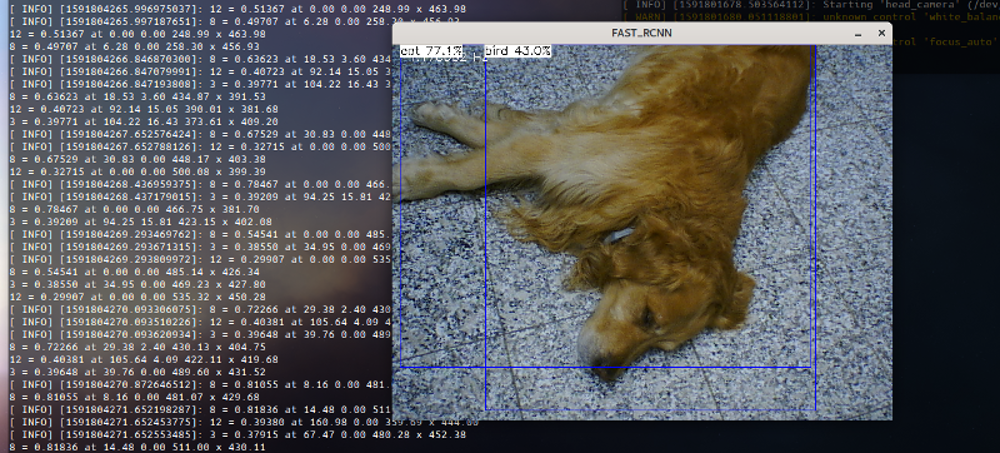 [ INFO] [1591804265.996975037]: 12 = 0.51367 at 0.00 0.00 248.99 x 463.98
[ INFO] [1591804265.997187651]: 8 = 0.49707 at 6.28 0.00 258.30 x 456.93
12 = 0.51367 at 0.00 0.00 248.99 x 463.98
8 = 0.49707 at 6.28 0.00 258.30 x 456.93
[ INFO] [1591804266.846870300]: 8 = 0.63623 at 18.53 3.60 434
[ INFO] [1591804266.847079991]: 12 = 0.40723 at 92.14 15.05 3
[ INFO] [1591804266.847193808]: 3 = 0.39771 at 104.22 16.43 3
8 = 0.63623 at 18.53 3.60 434.87 x 391.53
12 = 0.40723 at 92.14 15.05 390.01 x 381.68
3 = 0.39771 at 104.22 16.43 373.61 x 409.20
[ INFO] [1591804267.652576424]: 8 = 0.67529 at 30.83 0.00 448
[ INFO] [1591804267.652788126]: 12 = 0.32715 at 0.00 0.00 500
8 = 0.67529 at 30.83 0.00 448.17 x 403.38
12 = 0.32715 at 0.00 0.00 500.08 x 399.39
[ INFO] [1591804268.436959375]: 8 = 0.78467 at 0.00 0.00 466.
[ INFO] [1591804268.437179015]: 3 = 0.39209 at 94.25 15.81 42
8 = 0.78467 at 0.00 0.00 466.75 x 381.70
3 = 0.39209 at 94.25 15.81 423.15 x 402.08
[ INFO] [1591804269.293469762]: 8 = 0.54541 at 0.00 0.00 485.
[ INFO] [1591804269.293671315]: 3 = 0.38550 at 34.95 0.00 469
[ INFO] [1591804269.293809972]: 12 = 0.29907 at 0.00 0.00 535
8 = 0.54541 at 0.00 0.00 485.14 x 426.34
3 = 0.38550 at 34.95 0.00 469.23 x 427.80
12 = 0.29907 at 0.00 0.00 535.32 x 450.28
[ INFO] [1591804270.093306075]: 8 = 0.72266 at 29.38 2.40 430
[ INFO] [1591804270.093510226]: 12 = 0.40381 at 105.64 4.09 4
[ INFO] [1591804270.093620934]: 3 = 0.39648 at 39.76 0.00 489
8 = 0.72266 at 29.38 2.40 430.13 x 404.75
12 = 0.40381 at 105.64 4.09 422.11 x 419.68
3 = 0.39648 at 39.76 0.00 489.60 x 431.52
[ INFO] [1591804270.872646512]: 8 = 0.81055 at 8.16 0.00 481.
8 = 0.81055 at 8.16 0.00 481.07 x 429.68
[ INFO] [1591804271.652198287]: 8 = 0.81836 at 14.48 0.00 511
[ INFO] [1591804271.652453775]: 12 = 0.39380 at 160.98 0.00 359.89 x 444.00
[ INFO] [1591804271.652553485]: 3 = 0.37915 at 67.47 0.00 480.28 x 452.38
8 = 0.81836 at 14.48 0.00 511.00 x 430.11
[ INFO] [1591801678.503564112]: Starting 'head_camera' (/dev
[ WARN] [1591801680.051118801]: unknown control 'white_balanc
rol 'focus_auto'
FAST_RCNN
cat 77.1% bird 43.0%